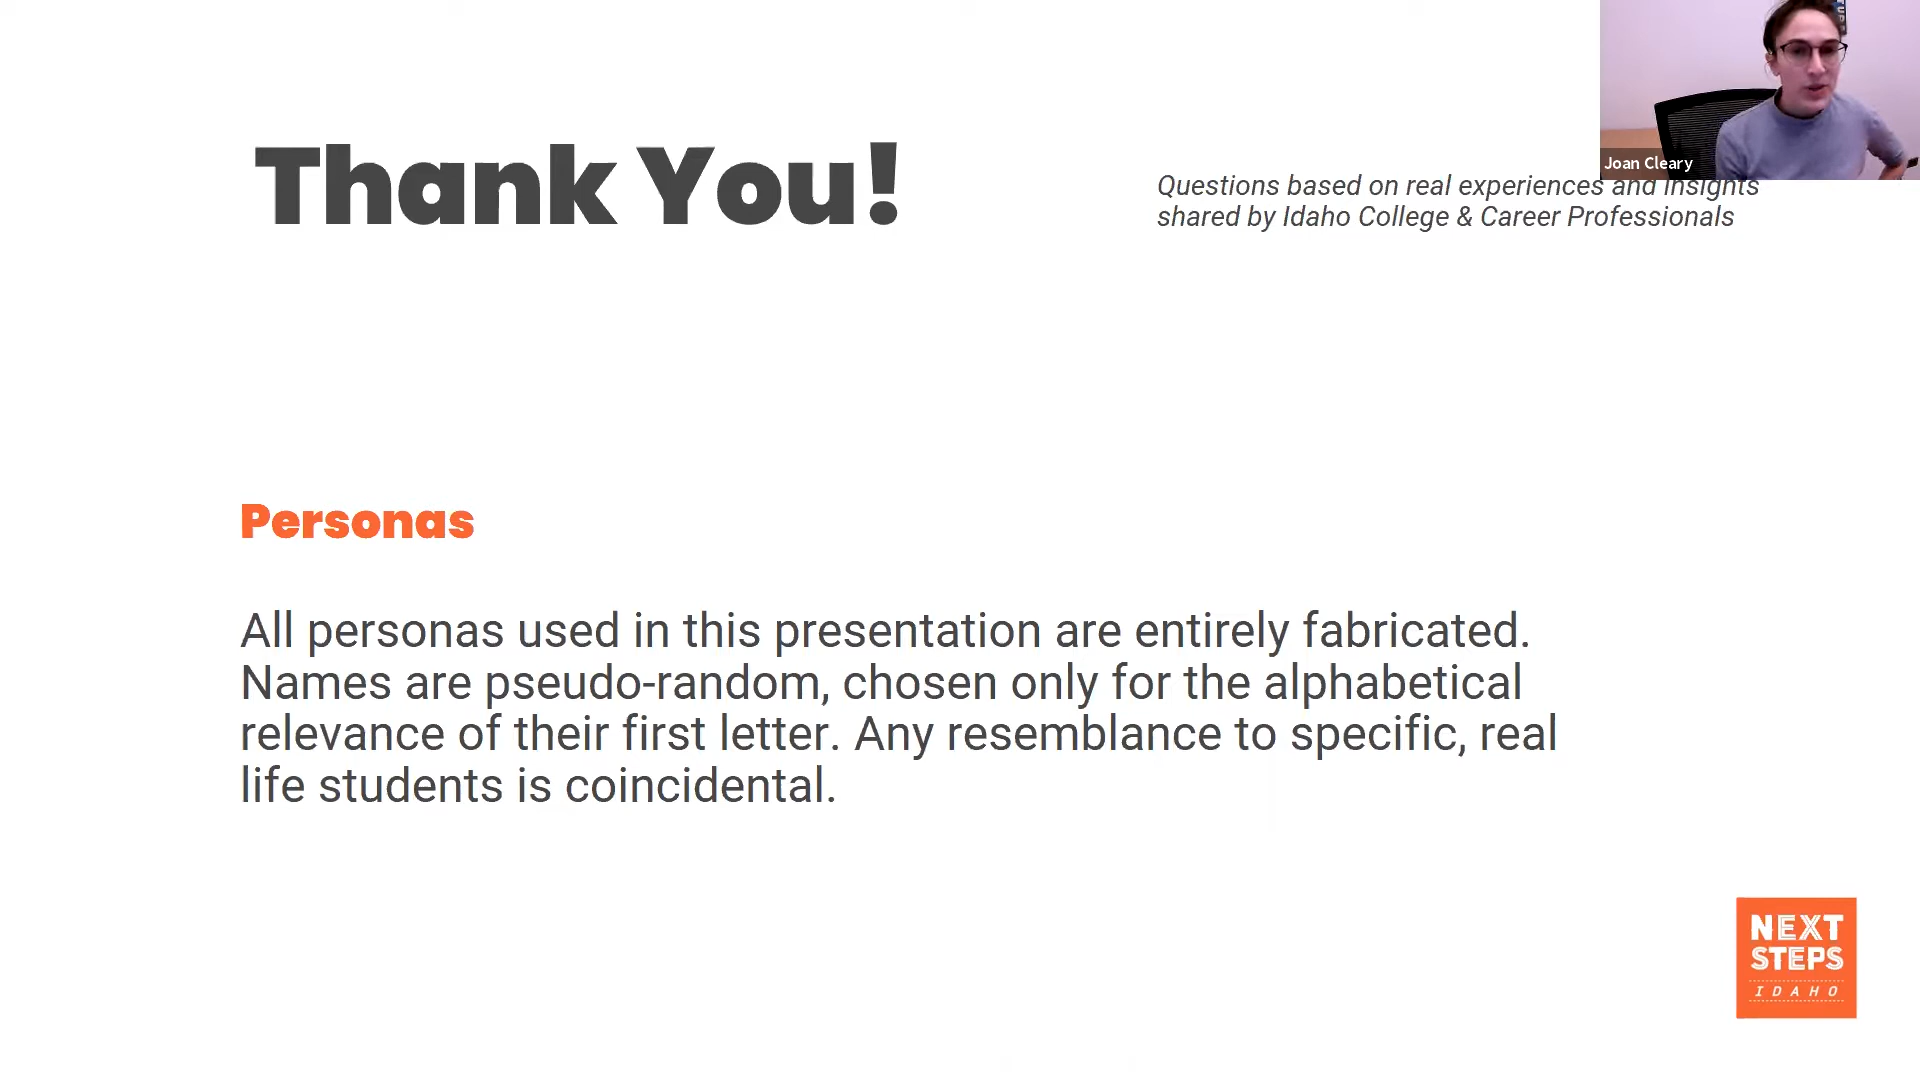 Thank You!
Joan Cleary
Questions based on real experiences and insights
shared by Idaho College & Career Professionals
Personas
All personas used in this presentation are entirely fabricated.
Names are pseudo-random, chosen only for the alphabetical
relevance of their first letter. Any resemblance to specific, real
life students is coincidental.
NEXT
STEPS
IDAHO